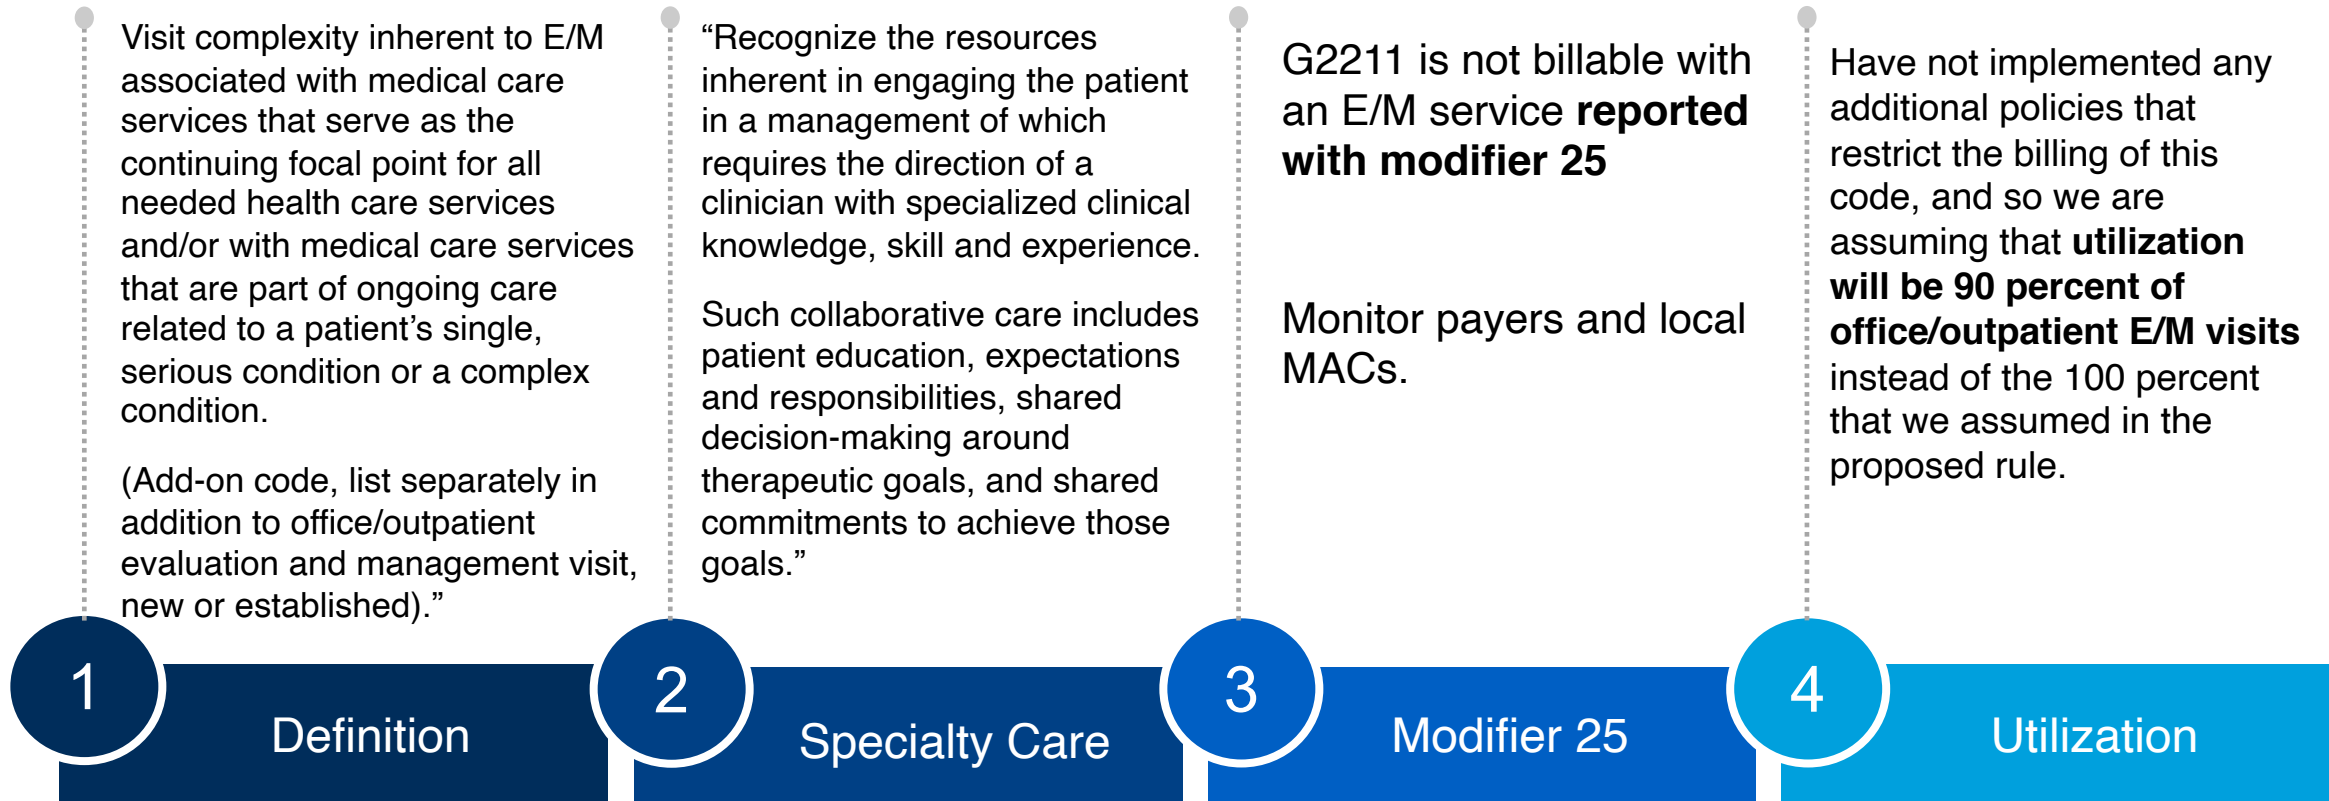 Visit complexity inherent to E/M
associated with medical care
services that serve as the
continuing focal point for all
needed health care services
and/or with medical care services
that are part of ongoing care
related to a patient’s single,
serious condition or a complex
condition.
(Add-on code, list separately in
addition to office/outpatient
evaluation and management visit,
new or established).”
1
Definition
“Recognize the resources
inherent in engaging the patient
in a management of which
requires the direction of a
clinician with specialized clinical
knowledge, skill and experience.
Such collaborative care includes
patient education, expectations
and responsibilities, shared
decision-making around
therapeutic goals, and shared
commitments to achieve those
goals.”
2
Specialty Care
G2211 is not billable with
an E/M service reported
with modifier 25
Monitor payers and local
MACs.
3
Modifier 25
Have not implemented any
additional policies that
restrict the billing of this
code, and so we are
assuming that utilization
will be 90 percent of
office/outpatient E/M visits
instead of the 100 percent
that we assumed in the
proposed rule.
4
Utilization